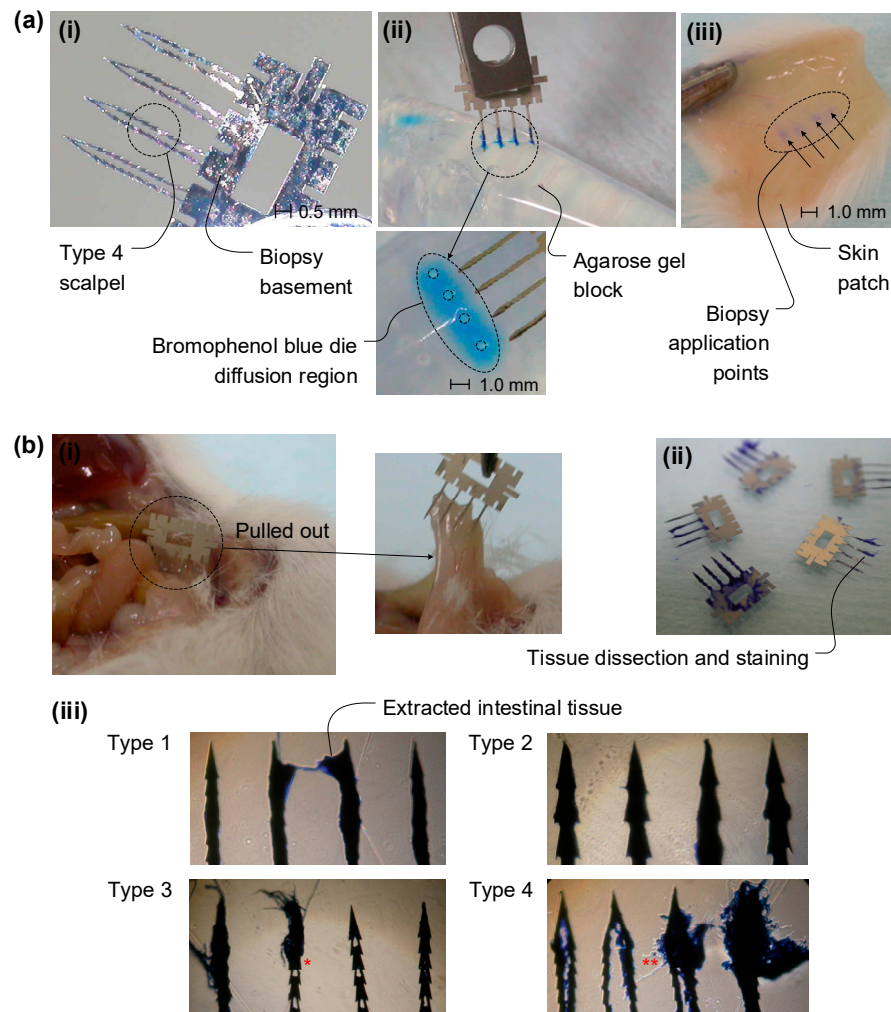 (a)
(i)
(ii)
(iii)
0.5 mm
1.0 mm
Type 4
scalpel
Biopsy
basement
Agarose gel
block
Skin
patch
Biopsy
application
points
Bromophenol blue die
diffusion region
1.0 mm
(b)
(i)
Pulled out
(ii)
Tissue dissection and staining
(iii)
Extracted intestinal tissue
Type 1
Type 2
Type 3
*
Type 4
**